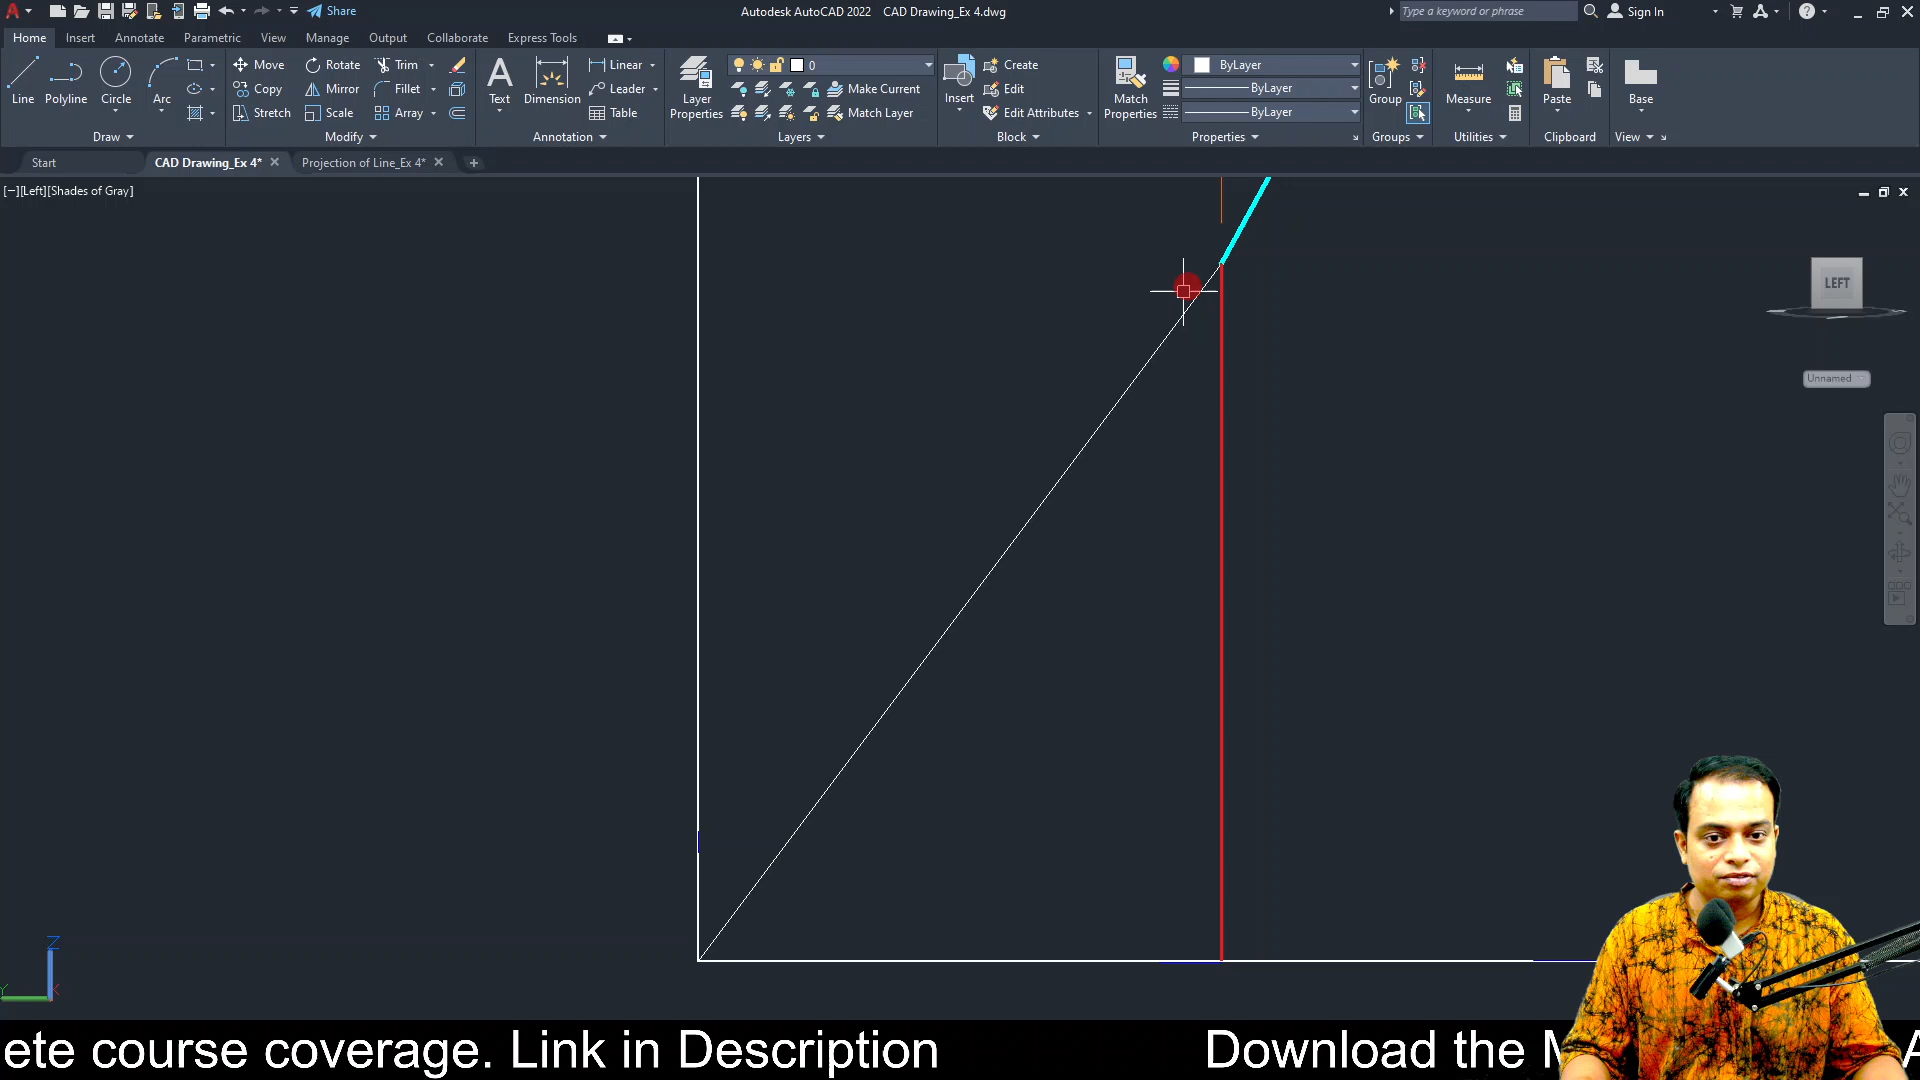 Share
Autodesk AutoCAD 2022 CAD Drawing_Ex 4.dwg
Type a keyword or phrase
Sign In
Home Insert Annotate Parametric View Manage Output Collaborate Express Tools
Line Polyline Circle Arc
Move Rotate Trim
Copy Mirror Fillet
Stretch Scale Array
Text Dimension
Linear
Leader
Table
Layer Properties
0
Make Current
Match Layer
Insert
Create
Edit
Edit Attributes
Match Properties
ByLayer
ByLayer
ByLayer
Group
Measure
Paste
Base
Draw Modify Annotation Layers Block Properties Groups Utilities Clipboard View
Start CAD Drawing_Ex 4* Projection of Line_Ex 4*
[−][Left][Shades of Gray]
LEFT
Unnamed
Z
Y X
ete course coverage. Link in Description Download the M